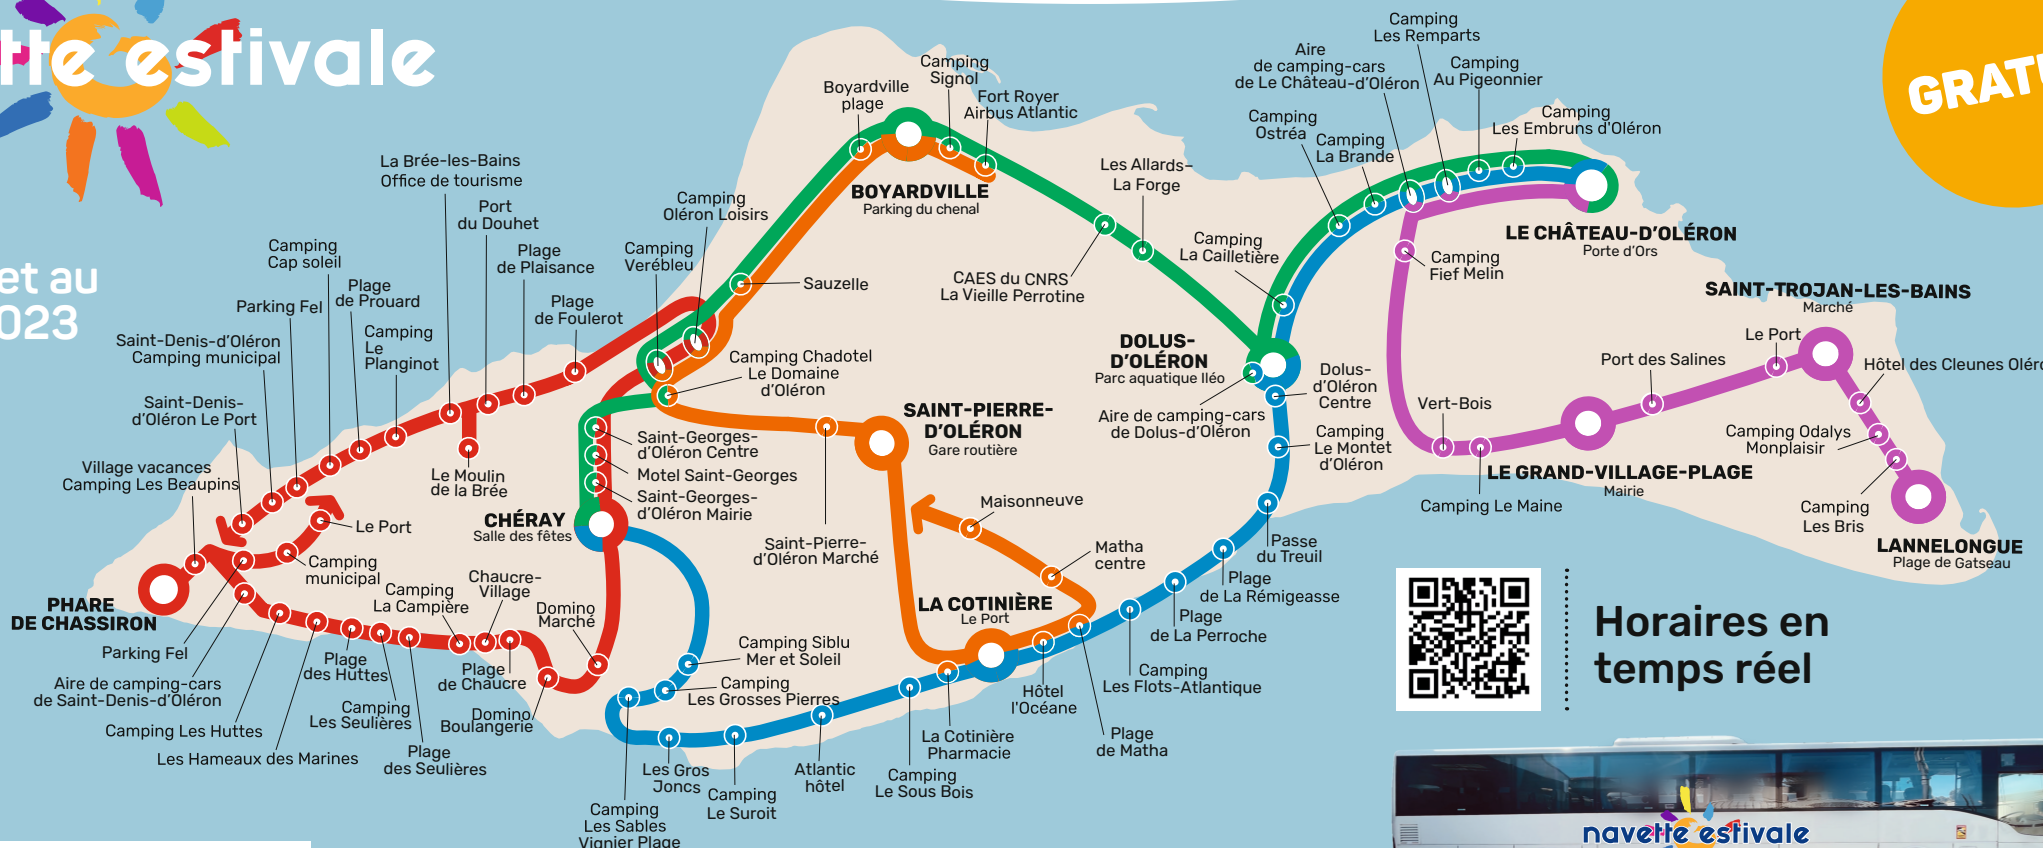 tte estivale
et au
023
GRAT
La Brée-les-Bains
Office de tourisme
Port
du Douhet
Plage
de Plaisance
Plage
de Foulerot
Camping
Cap soleil
Plage
de Prouard
Parking Fel
Camping
Le
Planginot
Saint-Denis-d'Oléron
Camping municipal
Saint-Denis-
d'Oléron Le Port
Village vacances
Camping Les Beaupins
Le Moulin
de la Brée
Le Port
Camping
municipal
PHARE
DE CHASSIRON
Parking Fel
Aire de camping-cars
de Saint-Denis-d'Oléron
Camping Les Huttes
Les Hameaux des Marines
Plage
des Huttes
Camping
Les Seulières
Plage
des Seulières
Camping
La Campière
Chaucre-
Village
Plage
de Chaucre
Domino
Boulangerie
Domino
Marché
CHÉRAY
Salle des fêtes
Saint-Georges-
d'Oléron Centre
Motel Saint-Georges
Saint-Georges-
d'Oléron Mairie
Camping
Verébleu
Camping
Oléron Loisirs
Camping Chadotel
Le Domaine
d'Oléron
Sauzelle
Boyardville
plage
Camping
Signol
Fort Royer
Airbus Atlantic
BOYARDVILLE
Parking du chenal
Les Allards-
La Forge
CAES du CNRS
La Vieille Perrotine
SAINT-PIERRE-
D'OLÉRON
Gare routière
Saint-Pierre-
d'Oléron Marché
Maisonneuve
Matha
centre
LA COTINIÈRE
Le Port
Camping Siblu
Mer et Soleil
Camping
Les Grosses Pierres
Camping
Les Sables
Vignier Plage
Les Gros
Joncs
Camping
Le Suroit
Atlantic
hôtel
Camping
Le Sous Bois
La Cotinière
Pharmacie
Hôtel
l'Océane
Plage
de Matha
Camping
Les Flots-Atlantique
Plage
de La Perroche
Plage
de La Rémigeasse
Passe
du Treuil
Camping
Le Montet
d'Oléron
Dolus-
d'Oléron
Centre
DOLUS-
D'OLÉRON
Parc aquatique Iléo
Aire de camping-cars
de Dolus-d'Oléron
Camping
La Cailletière
Camping
Ostréa
Camping
La Brande
Aire
de camping-cars
de Le Château-d'Oléron
Camping
Les Remparts
Camping
Au Pigeonnier
Camping
Les Embruns d'Oléron
LE CHÂTEAU-D'OLÉRON
Porte d'Ors
Camping
Fief Melin
Vert-Bois
Camping Le Maine
LE GRAND-VILLAGE-PLAGE
Mairie
Port des Salines
Le Port
SAINT-TROJAN-LES-BAINS
Marché
Hôtel des Cleunes Olér
Camping Odalys
Monplaisir
Camping
Les Bris
LANNELONGUE
Plage de Gatseau
Horaires en
temps réel
navette estivale